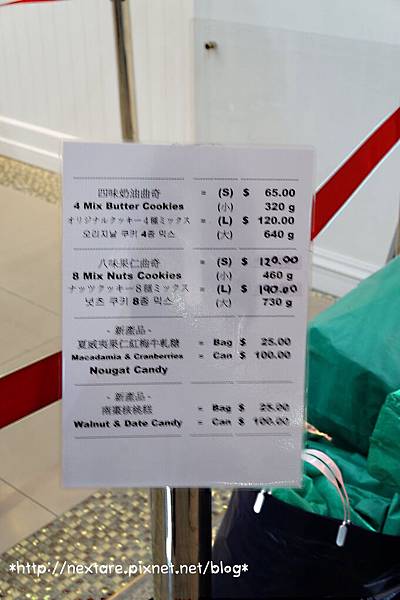 四味奶油曲奇 = (S) $ 65.00
4 Mix Butter Cookies (小) 320 g
オリジナルクッキー4種ミックス = (L) $ 120.00
오리지날 쿠키 4종 믹스 (大) 640 g
八味果仁曲奇 = (S) $ 120.00
8 Mix Nuts Cookies (小) 460 g
ナッツクッキー8種ミックス = (L) $ 190.00
넛츠 쿠키 8종 믹스 (大) 730 g
- 新產品 -
夏威夷果仁紅梅牛軋糖 = Bag $ 25.00
Macadamia & Cranberries = Can $ 100.00
Nougat Candy
- 新產品 -
南棗核桃糕 = Bag $ 25.00
Walnut & Date Candy = Can $ 100.00
*http://nextare.pixnet.net/blog*